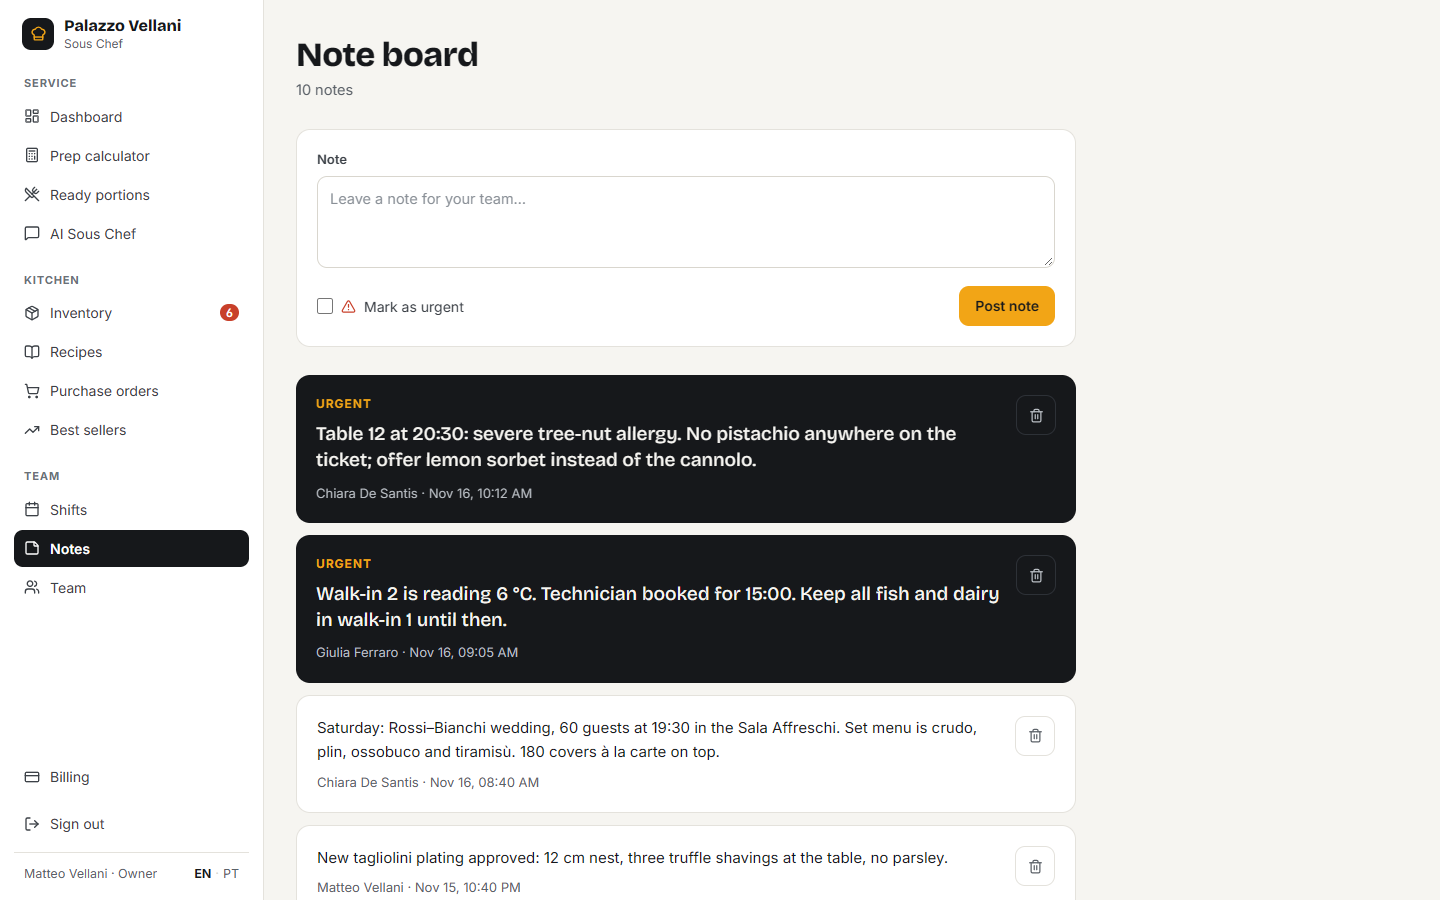 Palazzo Vellani
Sous Chef
SERVICE
Dashboard
Prep calculator
Ready portions
AI Sous Chef
KITCHEN
Inventory
6
Recipes
Purchase orders
Best sellers
TEAM
Shifts
Notes
Team
Billing
Sign out
Matteo Vellani · Owner
EN · PT
Note board
10 notes
Note
Leave a note for your team...
Mark as urgent
Post note
URGENT
Table 12 at 20:30: severe tree-nut allergy. No pistachio anywhere on the
ticket; offer lemon sorbet instead of the cannolo.
Chiara De Santis · Nov 16, 10:12 AM
URGENT
Walk-in 2 is reading 6 °C. Technician booked for 15:00. Keep all fish and dairy
in walk-in 1 until then.
Giulia Ferraro · Nov 16, 09:05 AM
Saturday: Rossi–Bianchi wedding, 60 guests at 19:30 in the Sala Affreschi. Set menu is crudo,
plin, ossobuco and tiramisù. 180 covers à la carte on top.
Chiara De Santis · Nov 16, 08:40 AM
New tagliolini plating approved: 12 cm nest, three truffle shavings at the table, no parsley.
Matteo Vellani · Nov 15, 10:40 PM